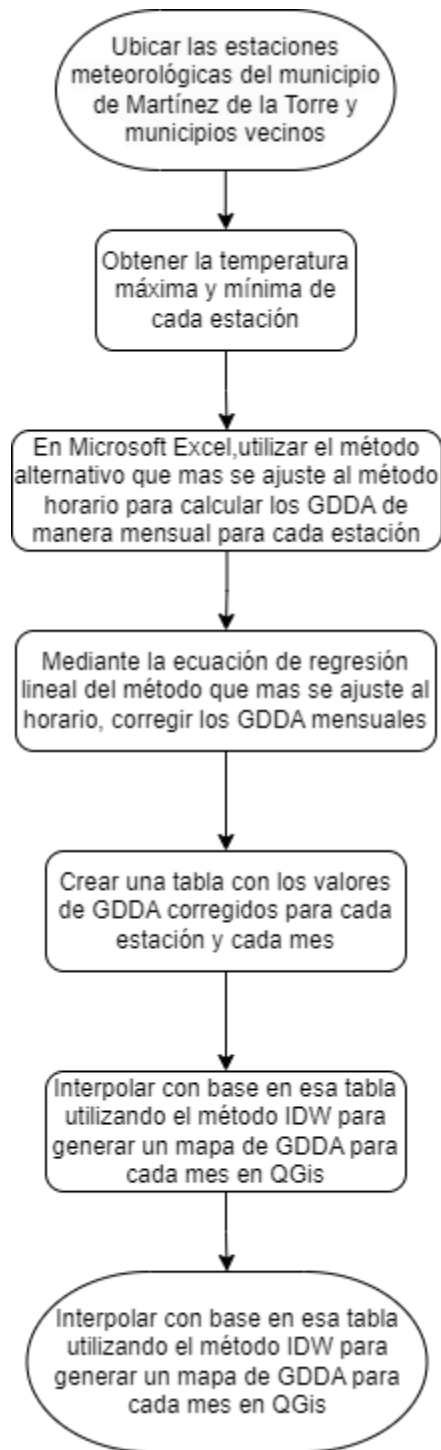 Ubicar las estaciones
meteorológicas del municipio
de Martínez de la Torre y
municipios vecinos
Obtener la temperatura
máxima y mínima de
cada estación
En Microsoft Excel,utilizar el método
alternativo que mas se ajuste al método
horario para calcular los GDDA de
manera mensual para cada estación
Mediante la ecuación de regresión
lineal del método que mas se ajuste al
horario, corregir los GDDA mensuales
Crear una tabla con los valores
de GDDA corregidos para cada
estación y cada mes
Interpolar con base en esa tabla
utilizando el método IDW para
generar un mapa de GDDA para
cada mes en QGis
Interpolar con base en esa tabla
utilizando el método IDW para
generar un mapa de GDDA para
cada mes en QGis